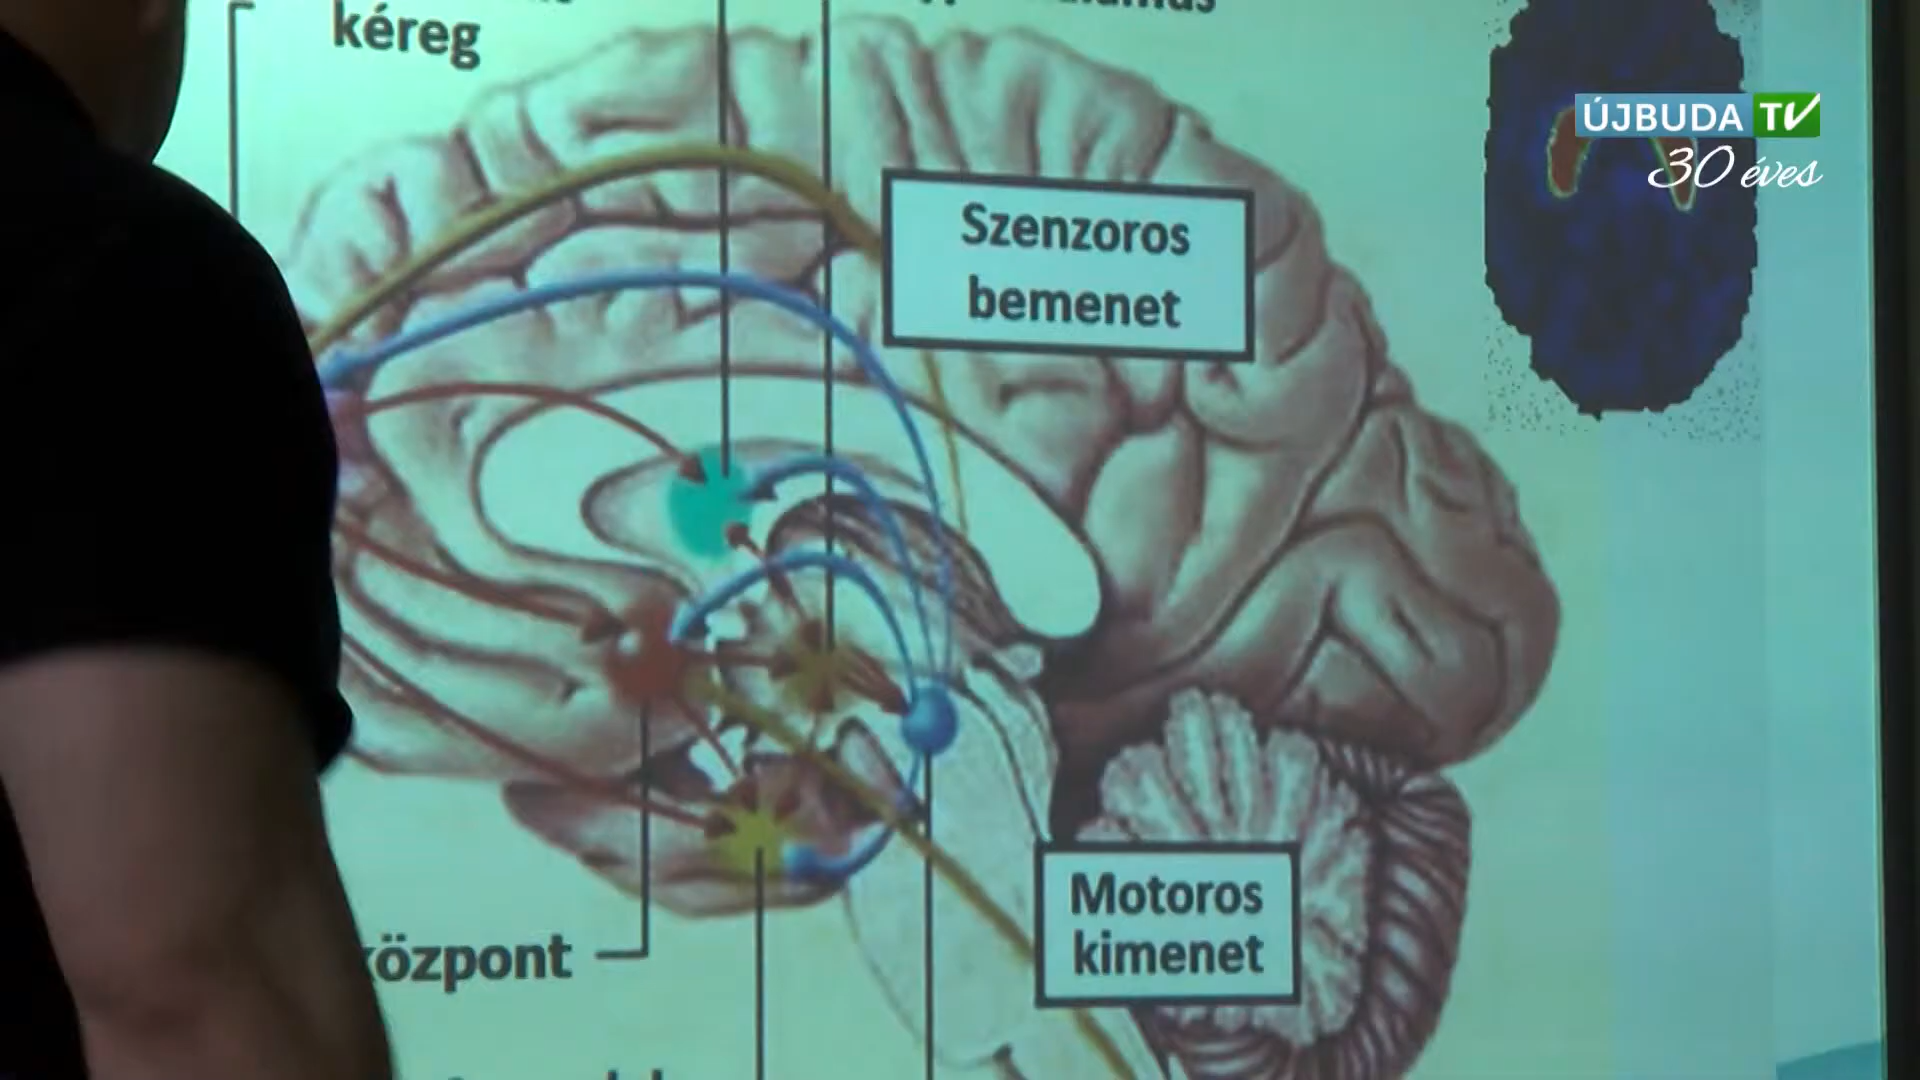 kéreg
ÚJBUDA TV
30 éves
Szenzoros
bemenet
Motoros
kimenet
központ